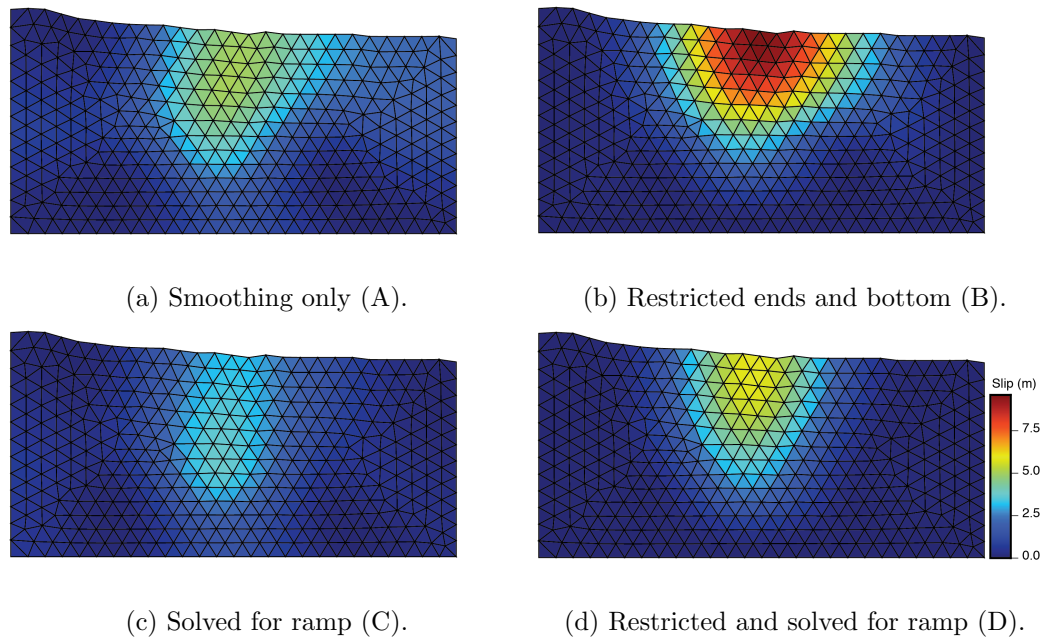 (a) Smoothing only (A).
(b) Restricted ends and bottom (B).
Slip (m)
7.5
5.0
2.5
0.0
(c) Solved for ramp (C).
(d) Restricted and solved for ramp (D).